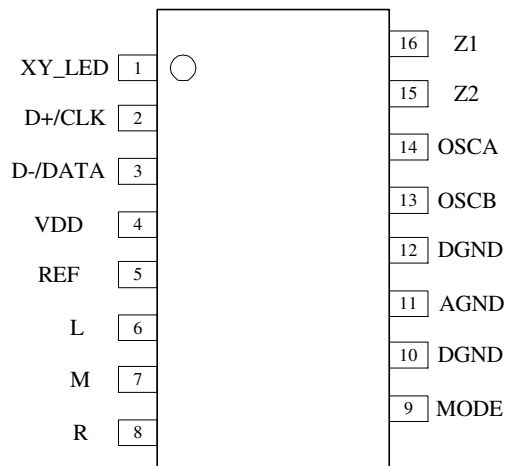 XY_LED 1
D+/CLK 2
D-/DATA 3
VDD 4
REF 5
L 6
M 7
R 8
16 Z1
15 Z2
14 OSCA
13 OSCB
12 DGND
11 AGND
10 DGND
9 MODE